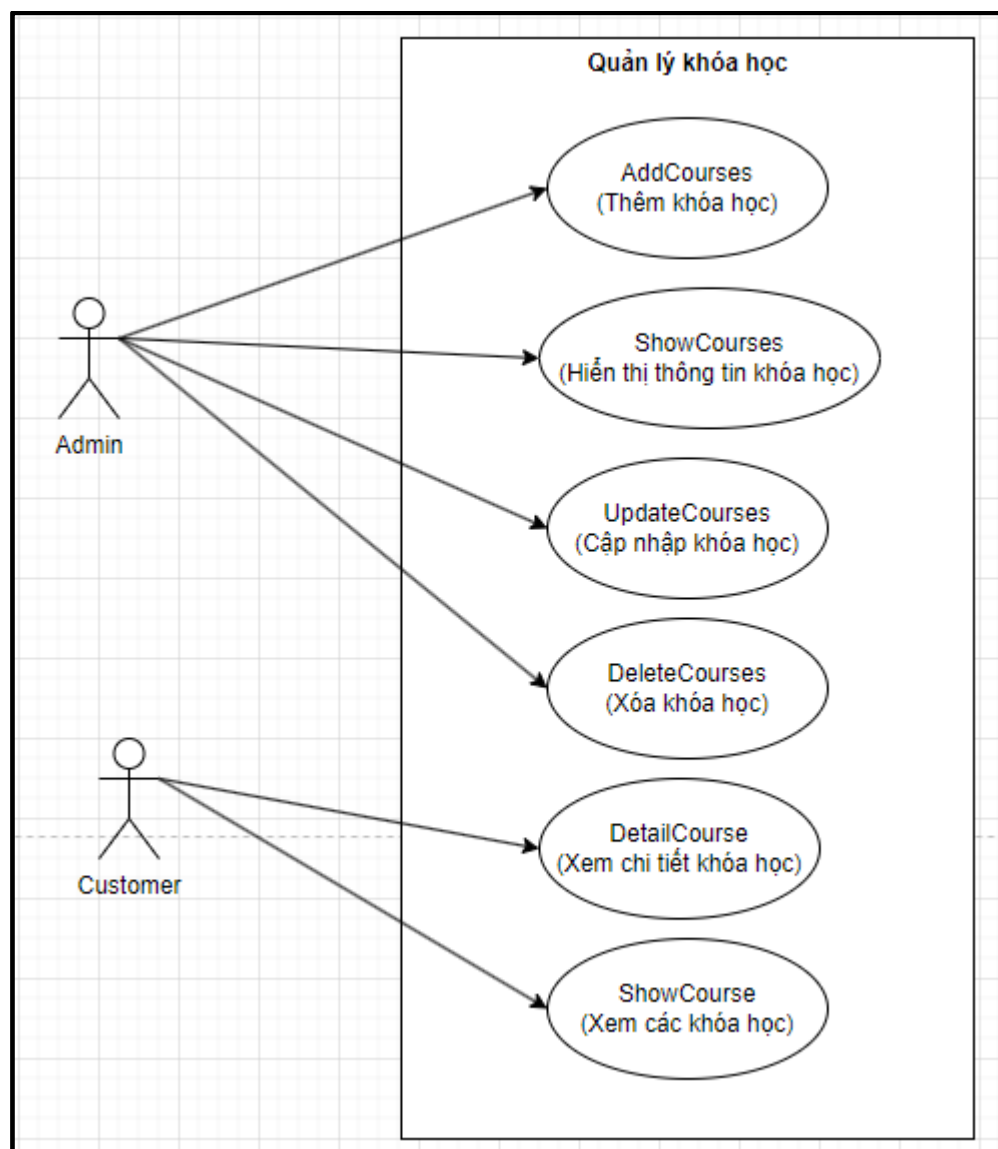 Quản lý khóa học
AddCourses
(Thêm khóa học)
ShowCourses
(Hiển thị thông tin khóa học)
Admin
UpdateCourses
(Cập nhập khóa học)
DeleteCourses
(Xóa khóa học)
DetailCourse
(Xem chi tiết khóa học)
Customer
ShowCourse
(Xem các khóa học)